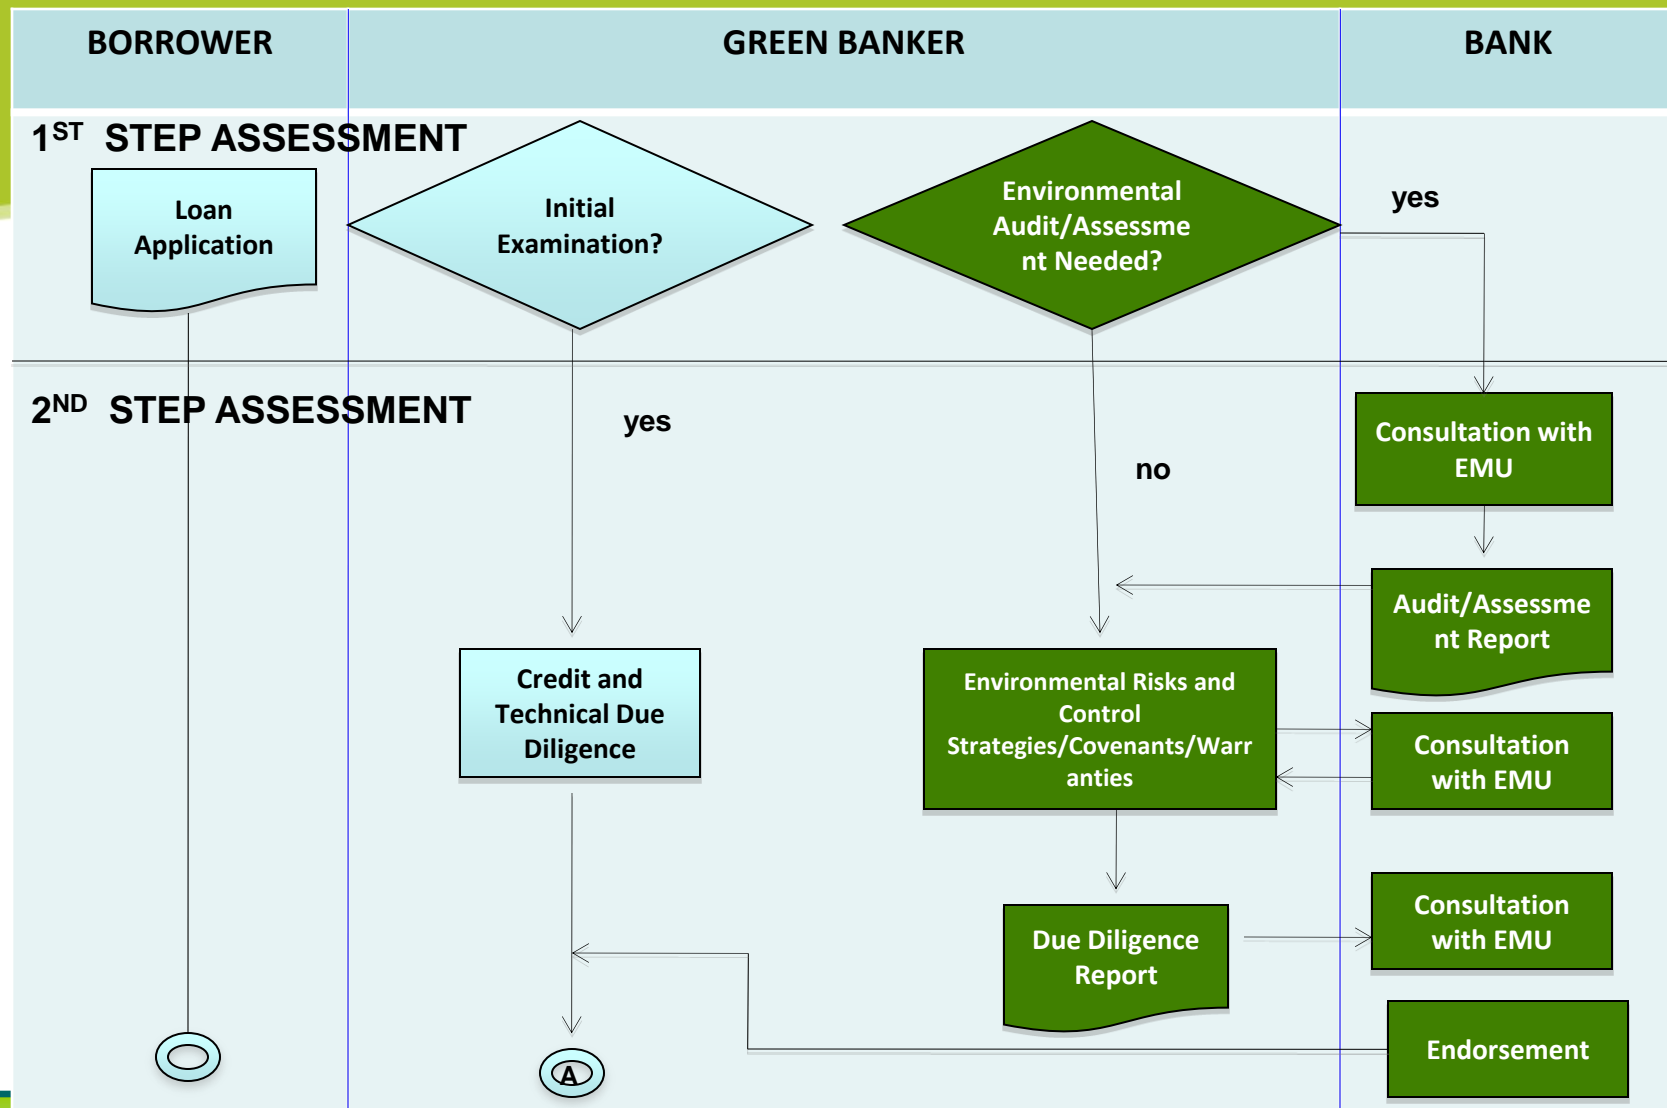 BORROWER
GREEN BANKER
BANK
1ST STEP ASSESSMENT
Loan
Application
Initial
Examination?
Environmental
Audit/Assessme
nt Needed?
yes
2ND STEP ASSESSMENT
yes
no
Consultation with
EMU
Audit/Assessme
nt Report
Credit and
Technical Due
Diligence
Environmental Risks and
Control
Strategies/Covenants/Warr
anties
Consultation
with EMU
Due Diligence
Report
Consultation
with EMU
Endorsement
A